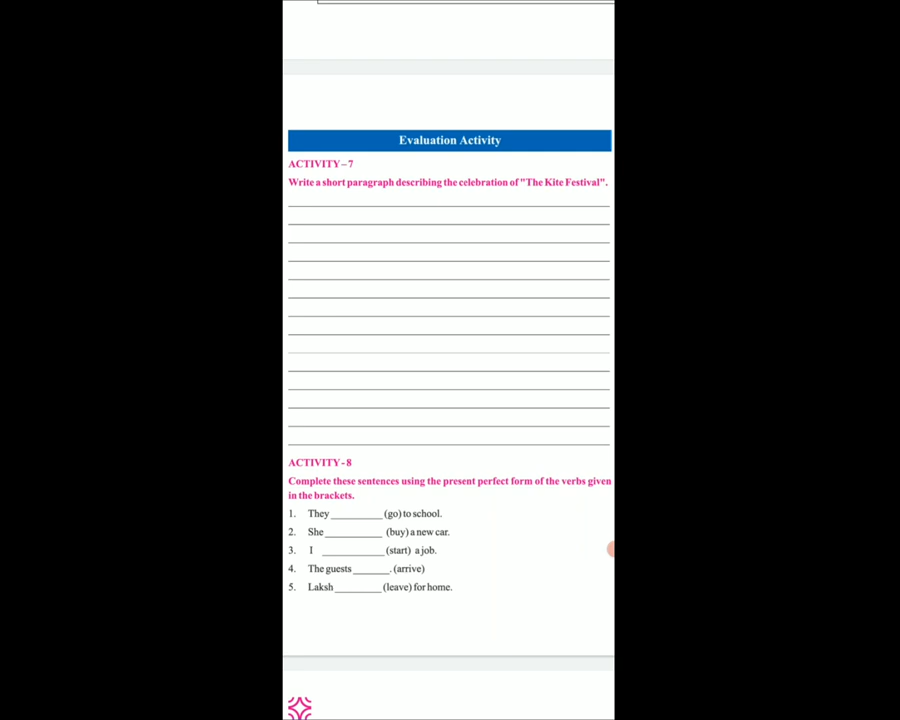 Evaluation Activity
ACTIVITY–7
Write a short paragraph describing the celebration of "The Kite Festival".
ACTIVITY-8
Complete these sentences using the present perfect form of the verbs given
in the brackets.
1. They __________ (go) to school.
2. She ___________ (buy) a new car.
3. I ____________ (start) a job.
4. The guests _______. (arrive)
5. Laksh _________ (leave) for home.